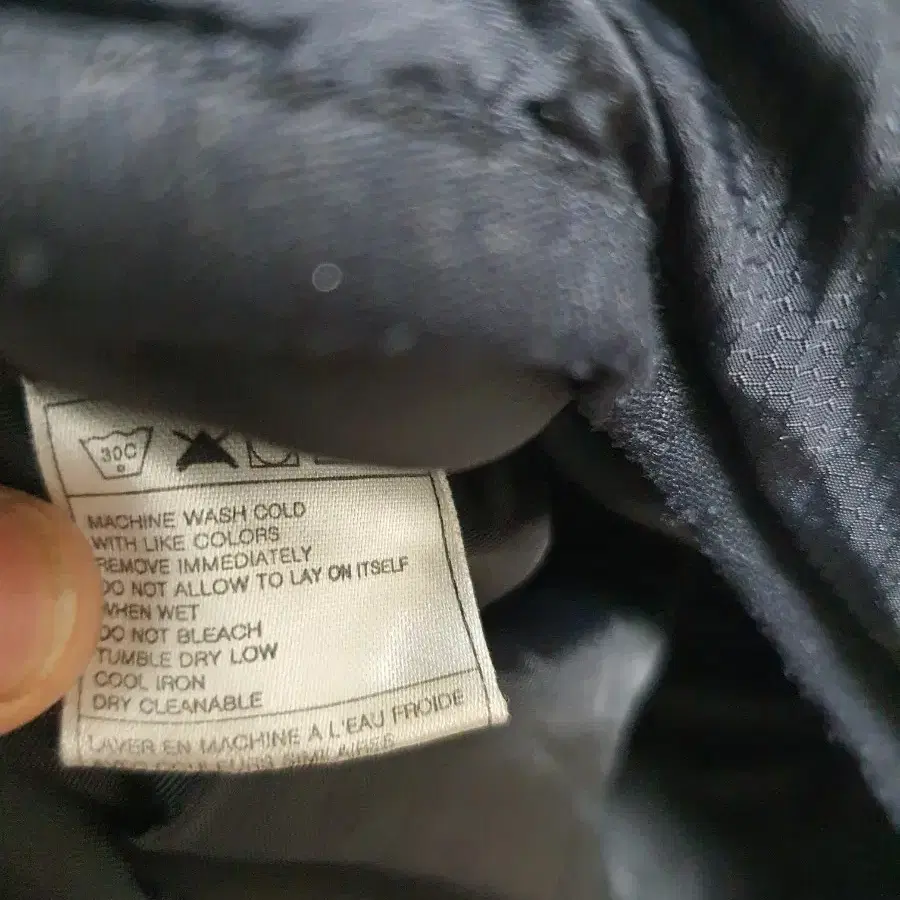 30C
MACHINE WASH COLD
WITH LIKE COLORS
REMOVE IMMEDIATELY
DO NOT ALLOW TO LAY ON ITSELF
WHEN WET
DO NOT BLEACH
TUMBLE DRY LOW
COOL IRON
DRY CLEANABLE
LAVER EN MACHINE A L'EAU FROIDE